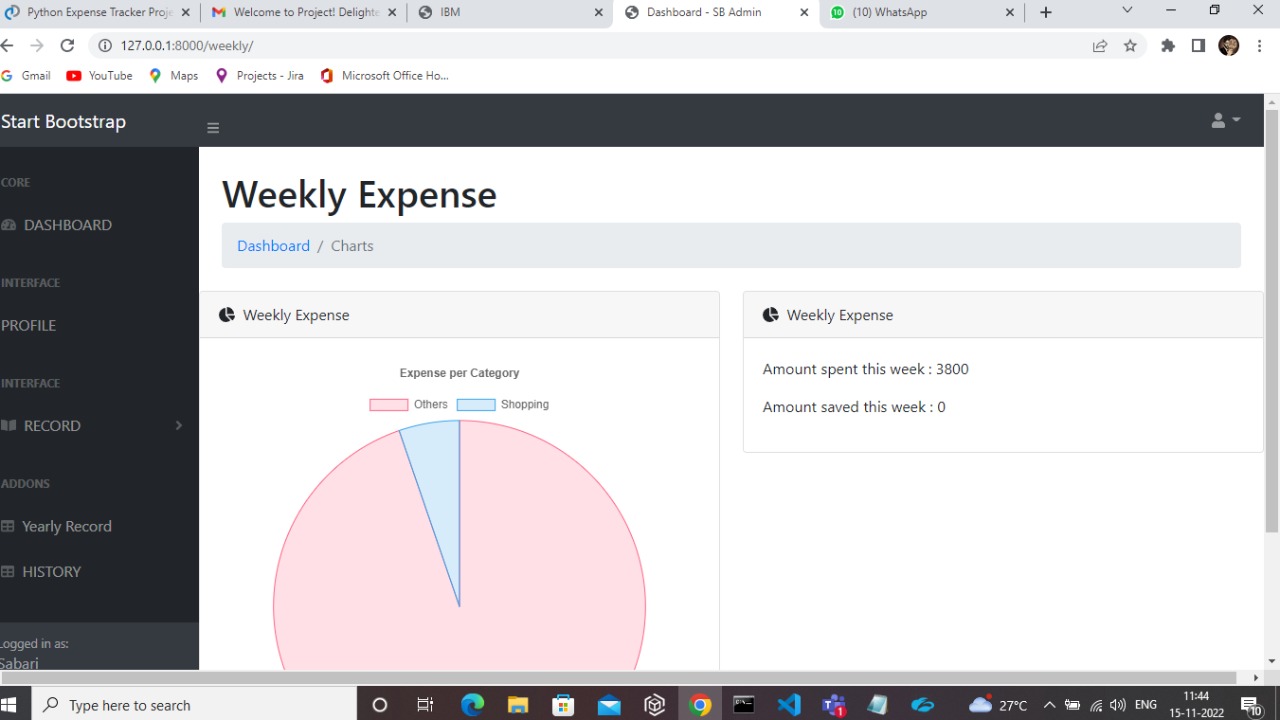 Python Expense Tracker Proje
Welcome to Project! Delighte
IBM
Dashboard - SB Admin
(10) WhatsApp
127.0.0.1:8000/weekly/
Gmail
YouTube
Maps
Projects - Jira
Microsoft Office Ho...
Start Bootstrap
CORE
DASHBOARD
INTERFACE
PROFILE
INTERFACE
RECORD
ADDONS
Yearly Record
HISTORY
Logged in as:
Sabari
Weekly Expense
Dashboard / Charts
Weekly Expense
Expense per Category
Others Shopping
Weekly Expense
Amount spent this week : 3800
Amount saved this week : 0
Type here to search
27°C
ENG
11:44
15-11-2022
10